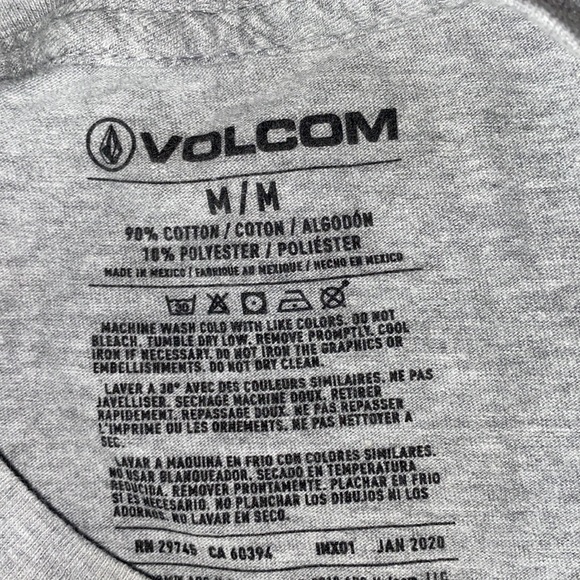 VOLCOM
M/M
90% COTTON / COTON / ALGODÓN
10% POLYESTER / POLIÉSTER
MADE IN MEXICO / FABRIQUÉ AU MEXIQUE / HECHO EN MEXICO
30
MACHINE WASH COLD WITH LIKE COLORS. DO NOT
BLEACH. TUMBLE DRY LOW. REMOVE PROMPTLY. COOL
IRON IF NECESSARY. DO NOT IRON THE GRAPHICS OR
EMBELLISHMENTS. DO NOT DRY CLEAN.
LAVER A 30° AVEC DES COULEURS SIMILAIRES. NE PAS
JAVELLISER. SECHAGE MACHINE DOUX. RETIRER
RAPIDEMENT. REPASSAGE DOUX. NE PAS REPASSER
L'IMPRIME OU LES ORNEMENTS. NE PAS NETTOYER A
SEC.
LAVAR A MAQUINA EN FRIO CON COLORES SIMILARES.
NO USAR BLANQUEADOR. SECADO EN TEMPERATURA
REDUCIDA. REMOVER PRONTAMENTE. PLACHAR EN FRIO
SI ES NECESARIO. NO PLANCHAR LOS DIBUJOS NI LOS
ADORNOS. NO LAVAR EN SECO.
RN 29745 CA 60394 IMX01 JAN 2020